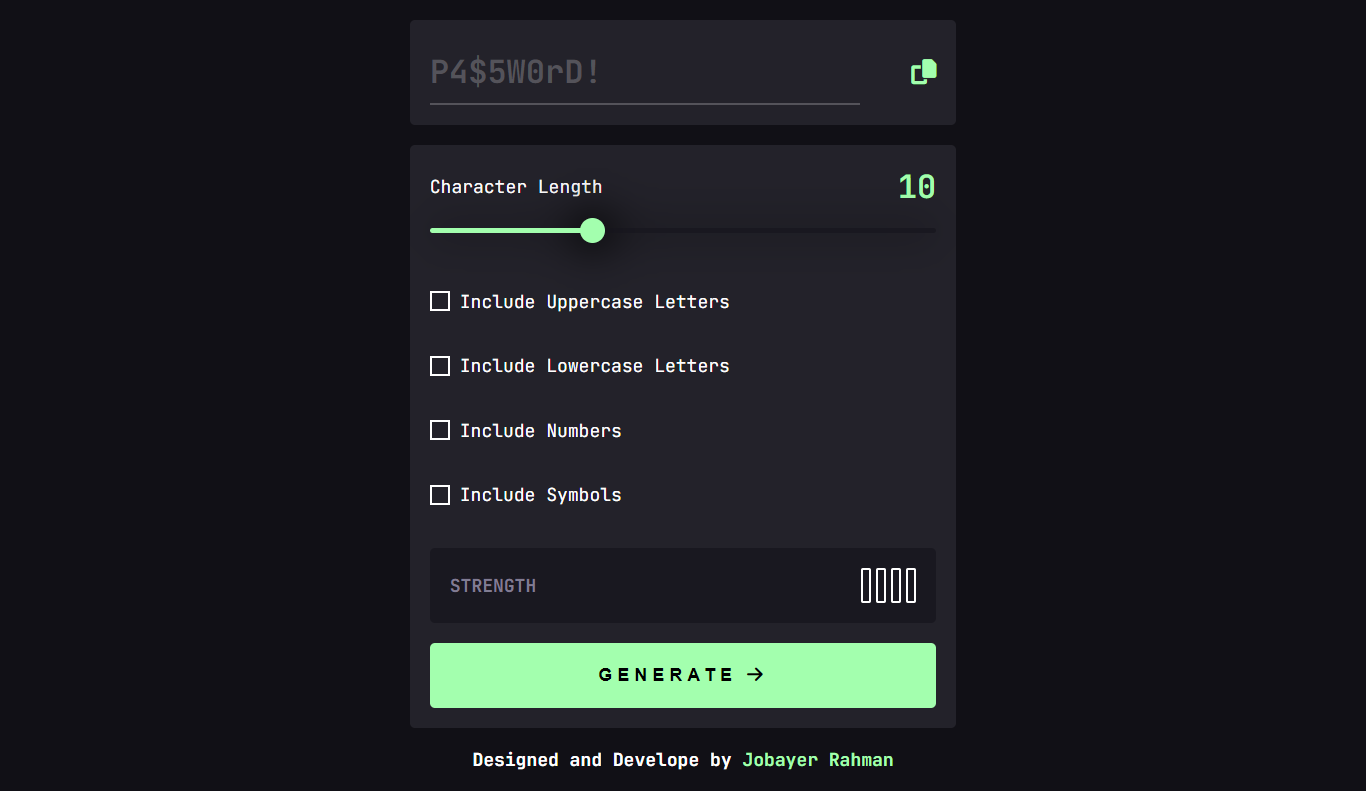 P4$5W0rD!
Character Length 10
Include Uppercase Letters
Include Lowercase Letters
Include Numbers
Include Symbols
STRENGTH
GENERATE →
Designed and Develope by Jobayer Rahman